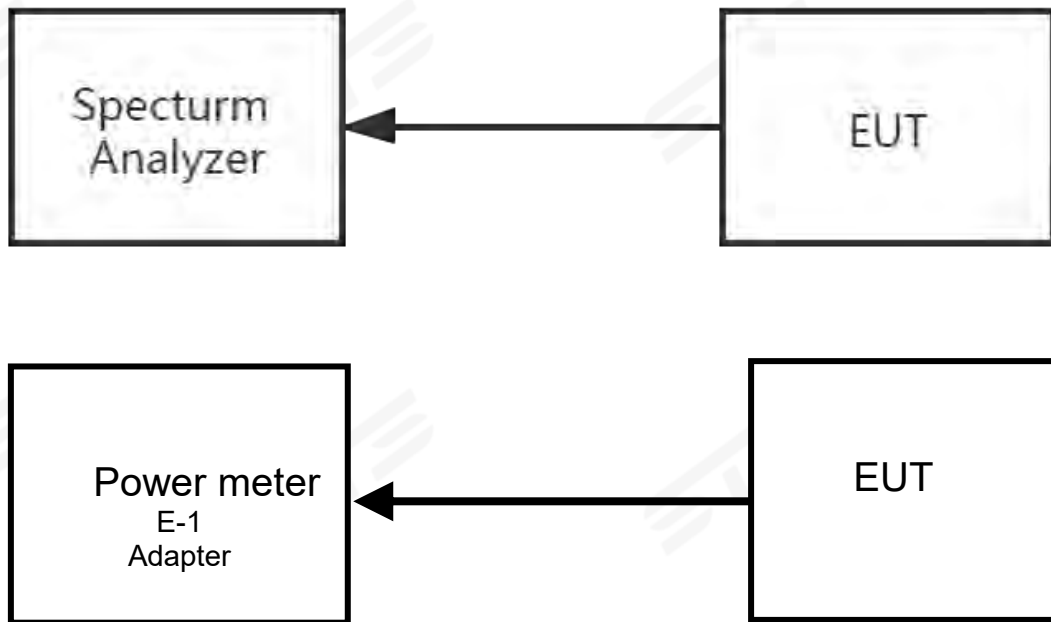 Specturm
Analyzer
EUT
Power meter
E-1
Adapter
EUT